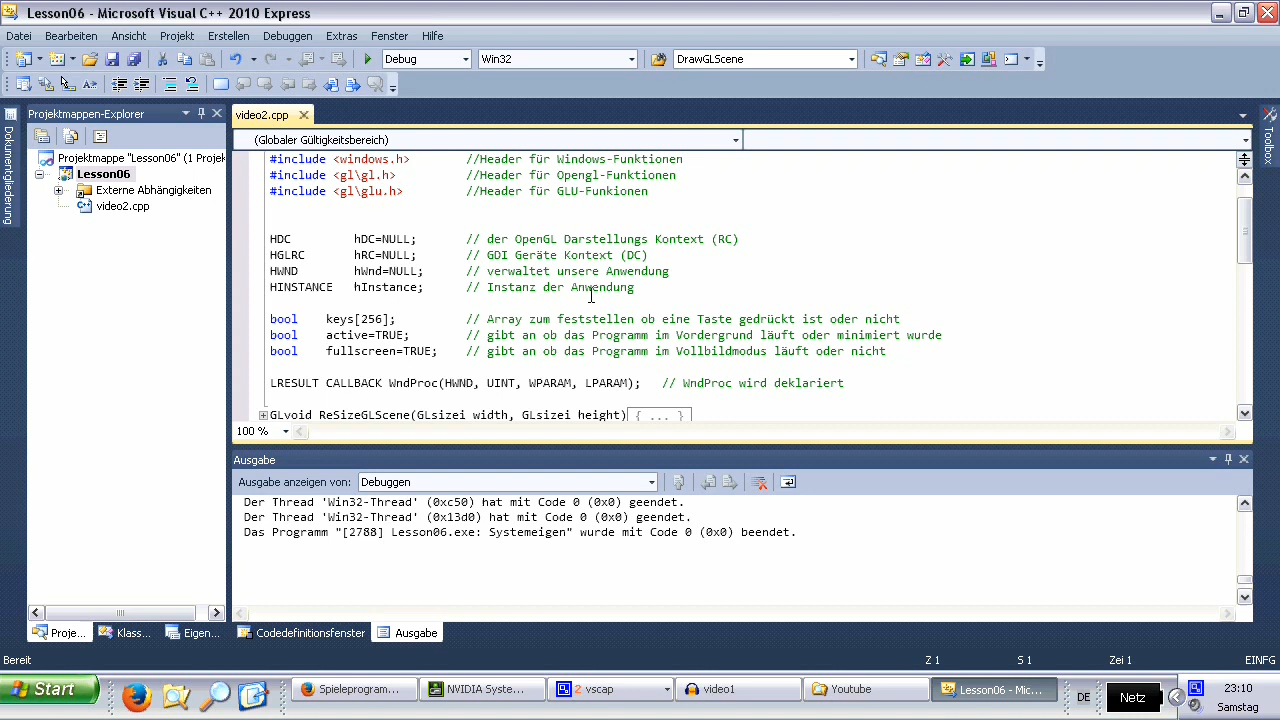 Lesson06 - Microsoft Visual C++ 2010 Express
Datei Bearbeiten Ansicht Projekt Erstellen Debuggen Extras Fenster Hilfe
Debug Win32 DrawGLScene
Projektmappen-Explorer
Projektmappe "Lesson06" (1 Projek
Lesson06
Externe Abhängigkeiten
video2.cpp
Dokumentgliederung
Toolbox
video2.cpp
(Globaler Gültigkeitsbereich)
#include <windows.h> //Header für Windows-Funktionen
#include <gl\gl.h> //Header für Opengl-Funktionen
#include <gl\glu.h> //Header für GLU-Funkionen
HDC hDC=NULL; // der OpenGL Darstellungs Kontext (RC)
HGLRC hRC=NULL; // GDI Geräte Kontext (DC)
HWND hWnd=NULL; // verwaltet unsere Anwendung
HINSTANCE hInstance; // Instanz der Anwendung
bool keys[256]; // Array zum feststellen ob eine Taste gedrückt ist oder nicht
bool active=TRUE; // gibt an ob das Programm im Vordergrund läuft oder minimiert wurde
bool fullscreen=TRUE; // gibt an ob das Programm im Vollbildmodus läuft oder nicht
LRESULT CALLBACK WndProc(HWND, UINT, WPARAM, LPARAM); // WndProc wird deklariert
GLvoid ReSizeGLScene(GLsizei width, GLsizei height){ ... }
100 %
Ausgabe
Ausgabe anzeigen von: Debuggen
Der Thread 'Win32-Thread' (0xc50) hat mit Code 0 (0x0) geendet.
Der Thread 'Win32-Thread' (0x13d0) hat mit Code 0 (0x0) geendet.
Das Programm "[2788] Lesson06.exe: Systemeigen" wurde mit Code 0 (0x0) beendet.
Proje... Klass... Eigen... Codedefinitionsfenster Ausgabe
Bereit Z 1 S 1 Zei 1 EINFG
Start Spieleprogram... NVIDIA Syste... 2 vscap video1 Youtube Lesson06 - Mic... DE Netz 23:10
Samstag